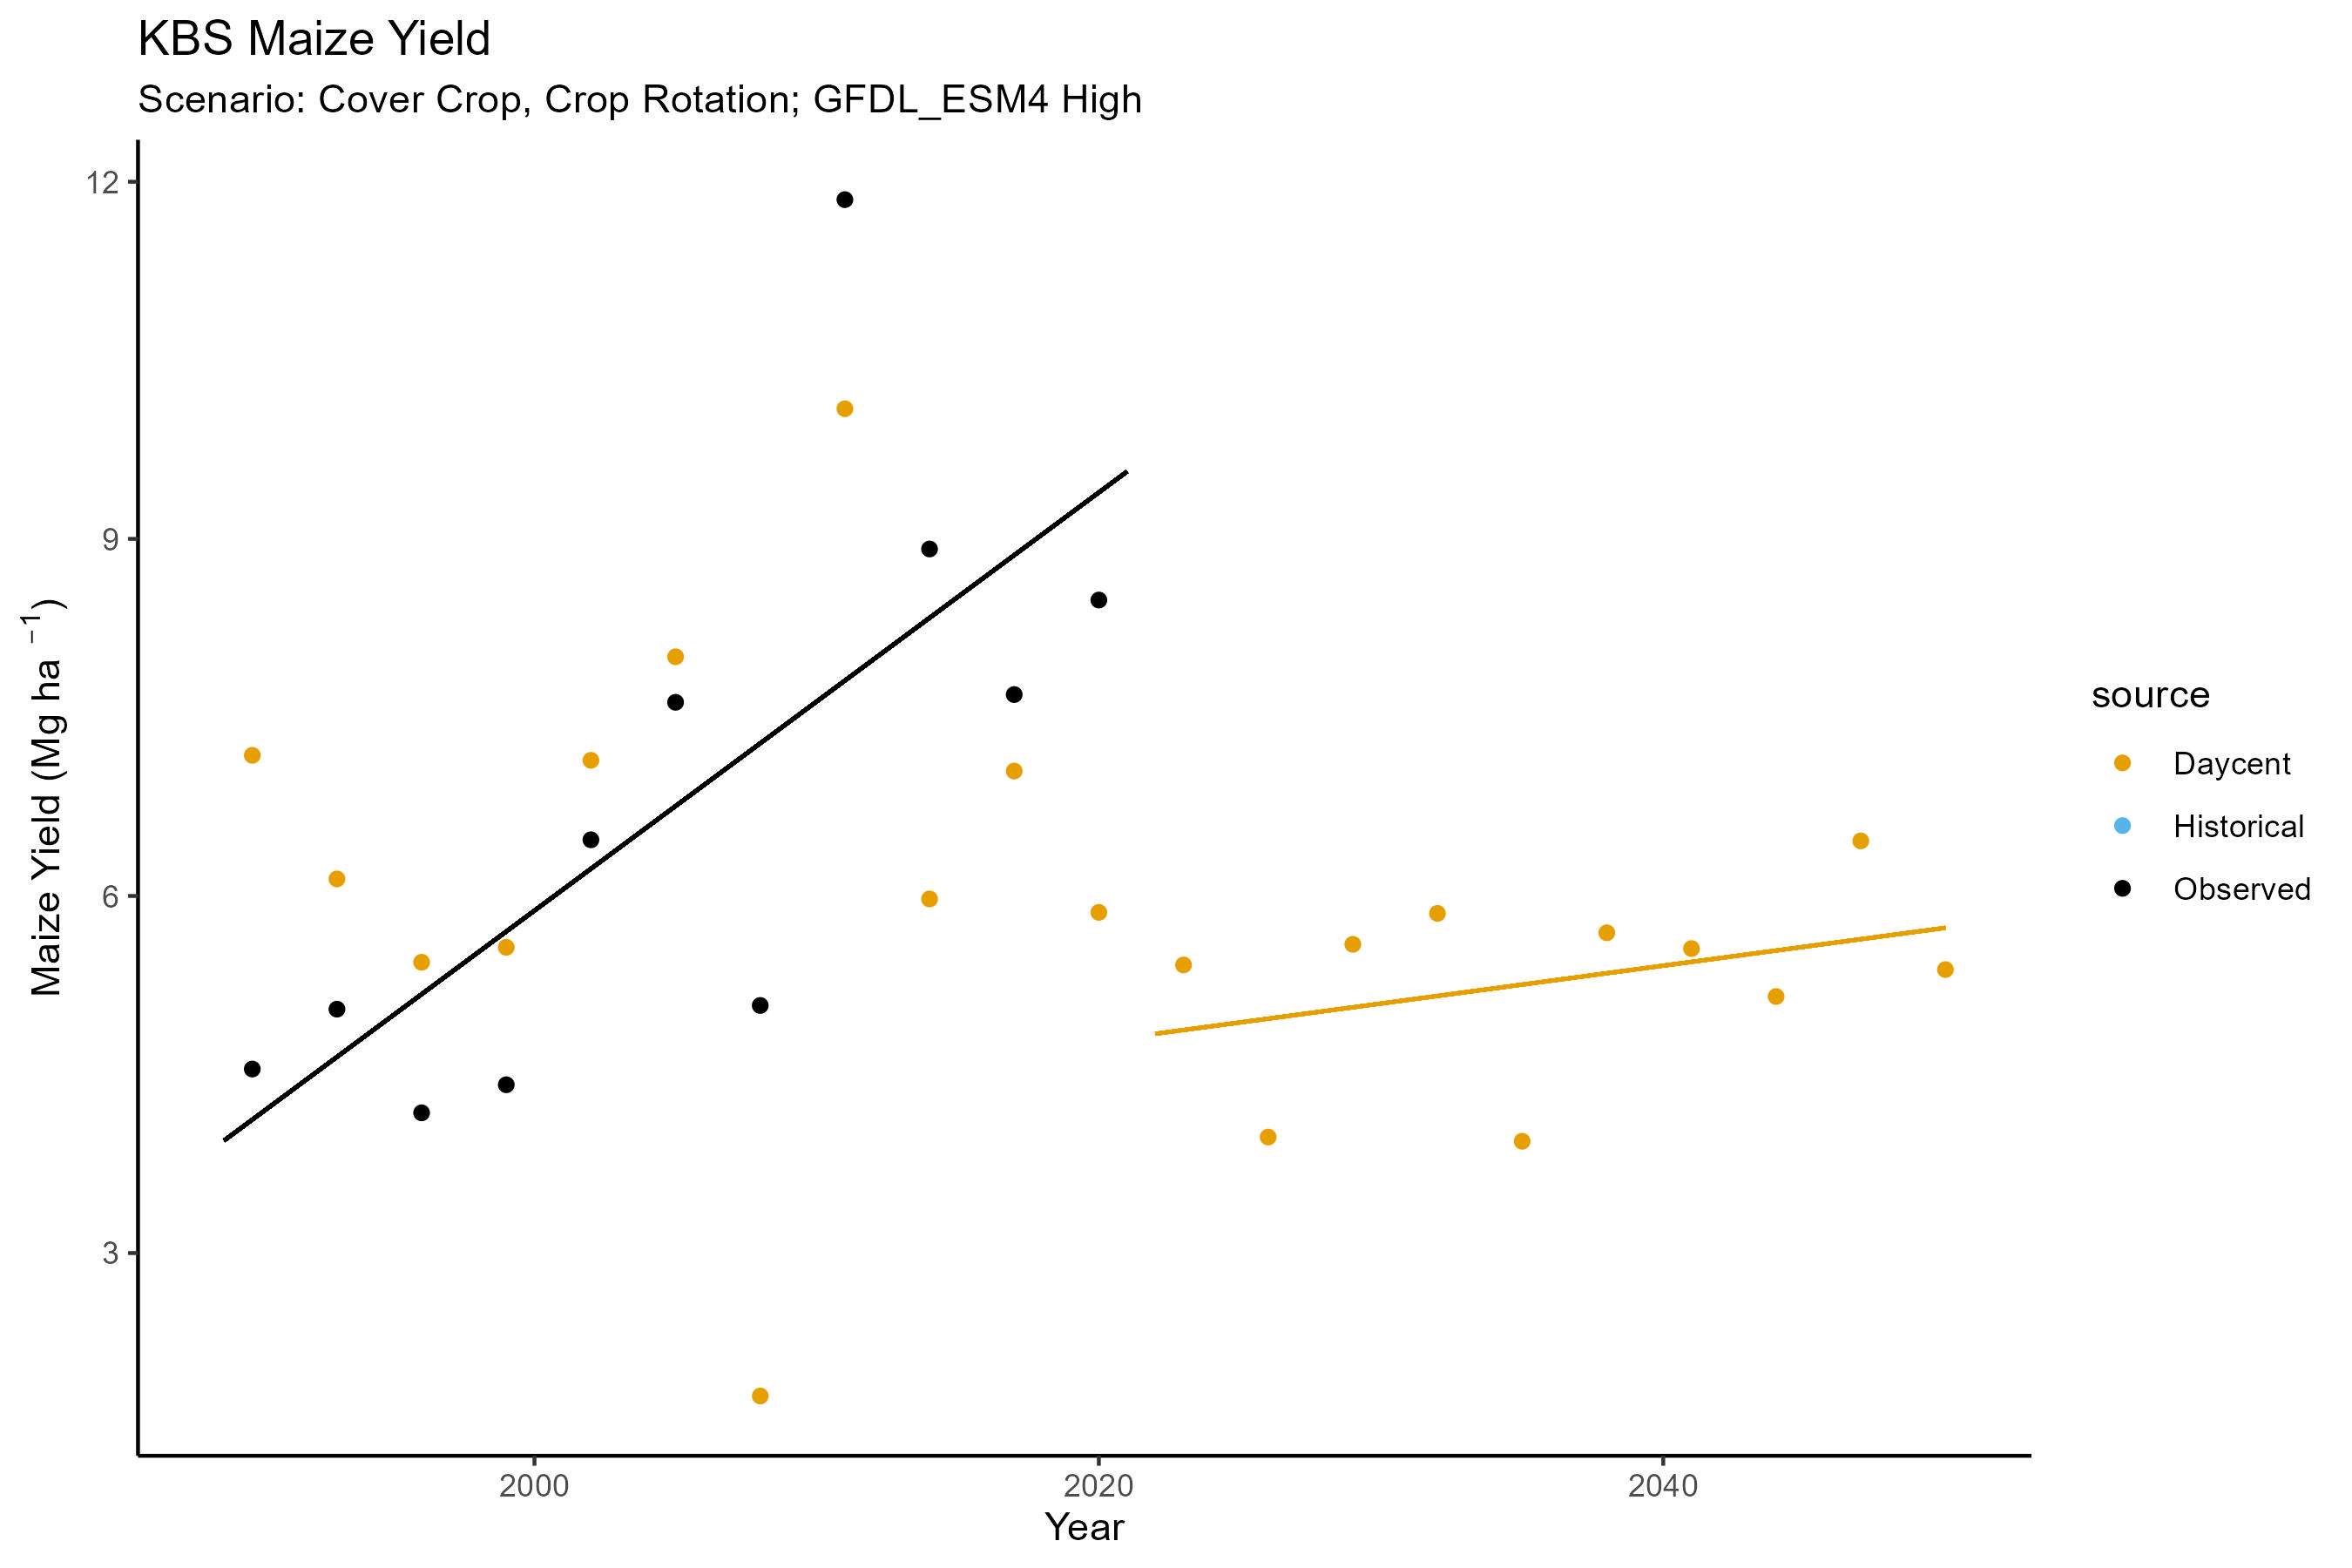 KBS Maize Yield
Scenario: Cover Crop, Crop Rotation; GFDL_ESM4 High
12
9
6
3
Maize Yield (Mg ha ⁻¹)
2000
2020
2040
Year
source
Daycent
Historical
Observed